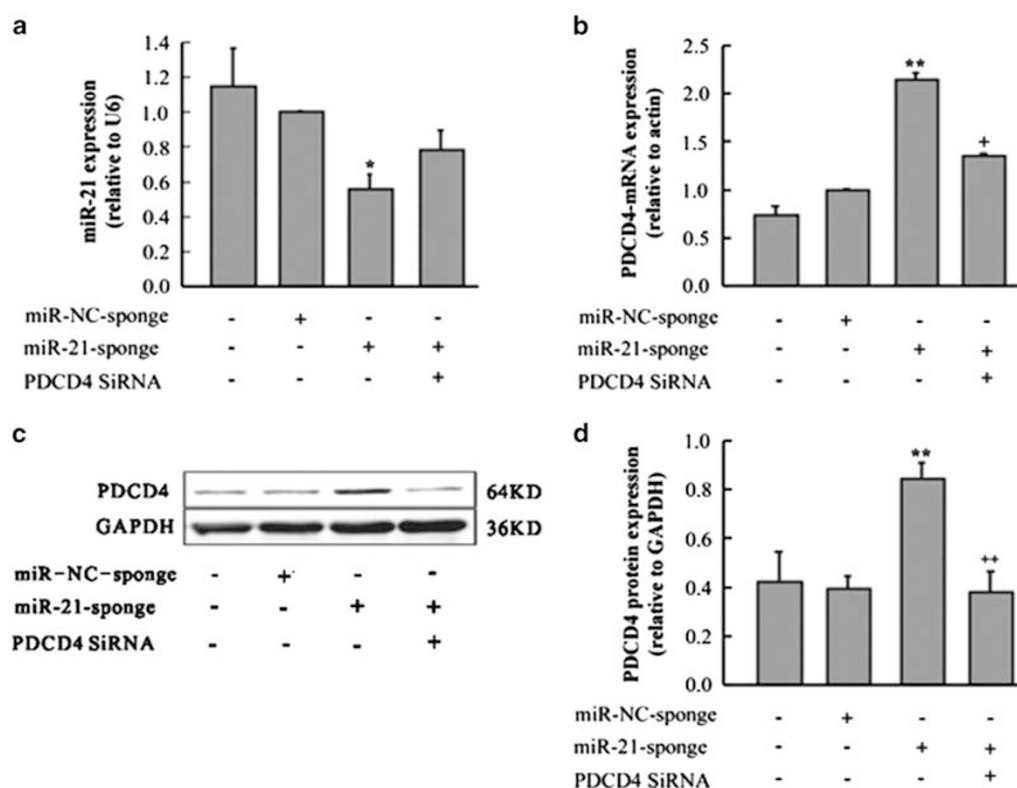 a
miR-21 expression
(relative to U6)
1.4
1.2
1.0
0.8
0.6
0.4
0.2
0.0
*
miR-NC-sponge - + - -
miR-21-sponge - - + +
PDCD4 SiRNA - - - +
b
PDCD4-mRNA expression
(relative to actin)
2.5
2.0
1.5
1.0
0.5
0.0
**
+
miR-NC-sponge - + - -
miR-21-sponge - - + +
PDCD4 SiRNA - - - +
c
PDCD4 64KD
GAPDH 36KD
miR-NC-sponge - + - -
miR-21-sponge - - + +
PDCD4 SiRNA - - - +
d
PDCD4 protein expression
(relative to GAPDH)
1.0
0.8
0.6
0.4
0.2
0.0
**
++
miR-NC-sponge - + - -
miR-21-sponge - - + +
PDCD4 SiRNA - - - +